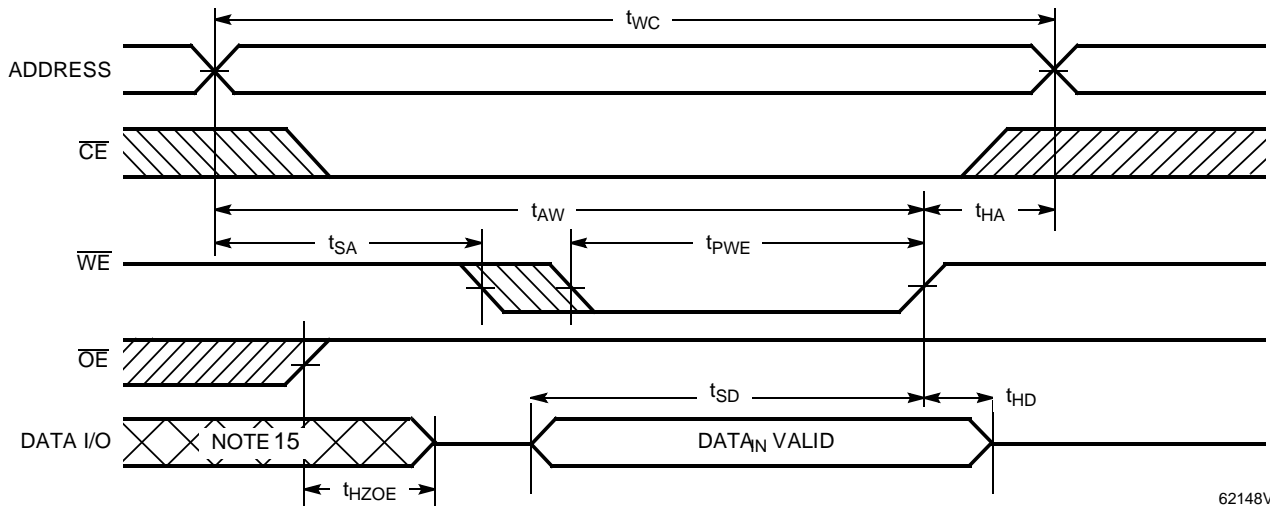 tWC
ADDRESS
CE
tAW
tHA
tSA
tPWE
WE
OE
tSD
tHD
DATA I/O
NOTE 15
DATAIN VALID
tHZOE
62148V